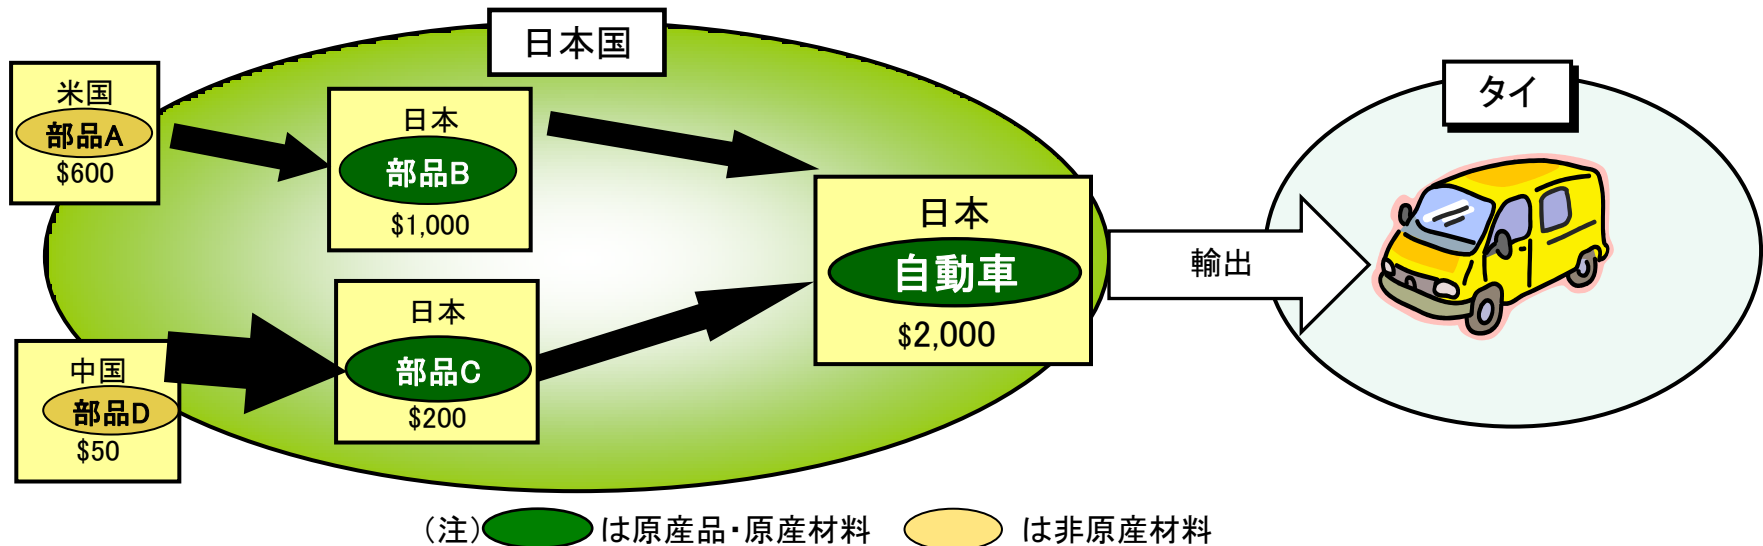 日本国
米国
部品A
$600
日本
部品B
$1,000
中国
部品D
$50
日本
部品C
$200
日本
自動車
$2,000
輸出
タイ
(注) は原産品・原産材料 は非原産材料